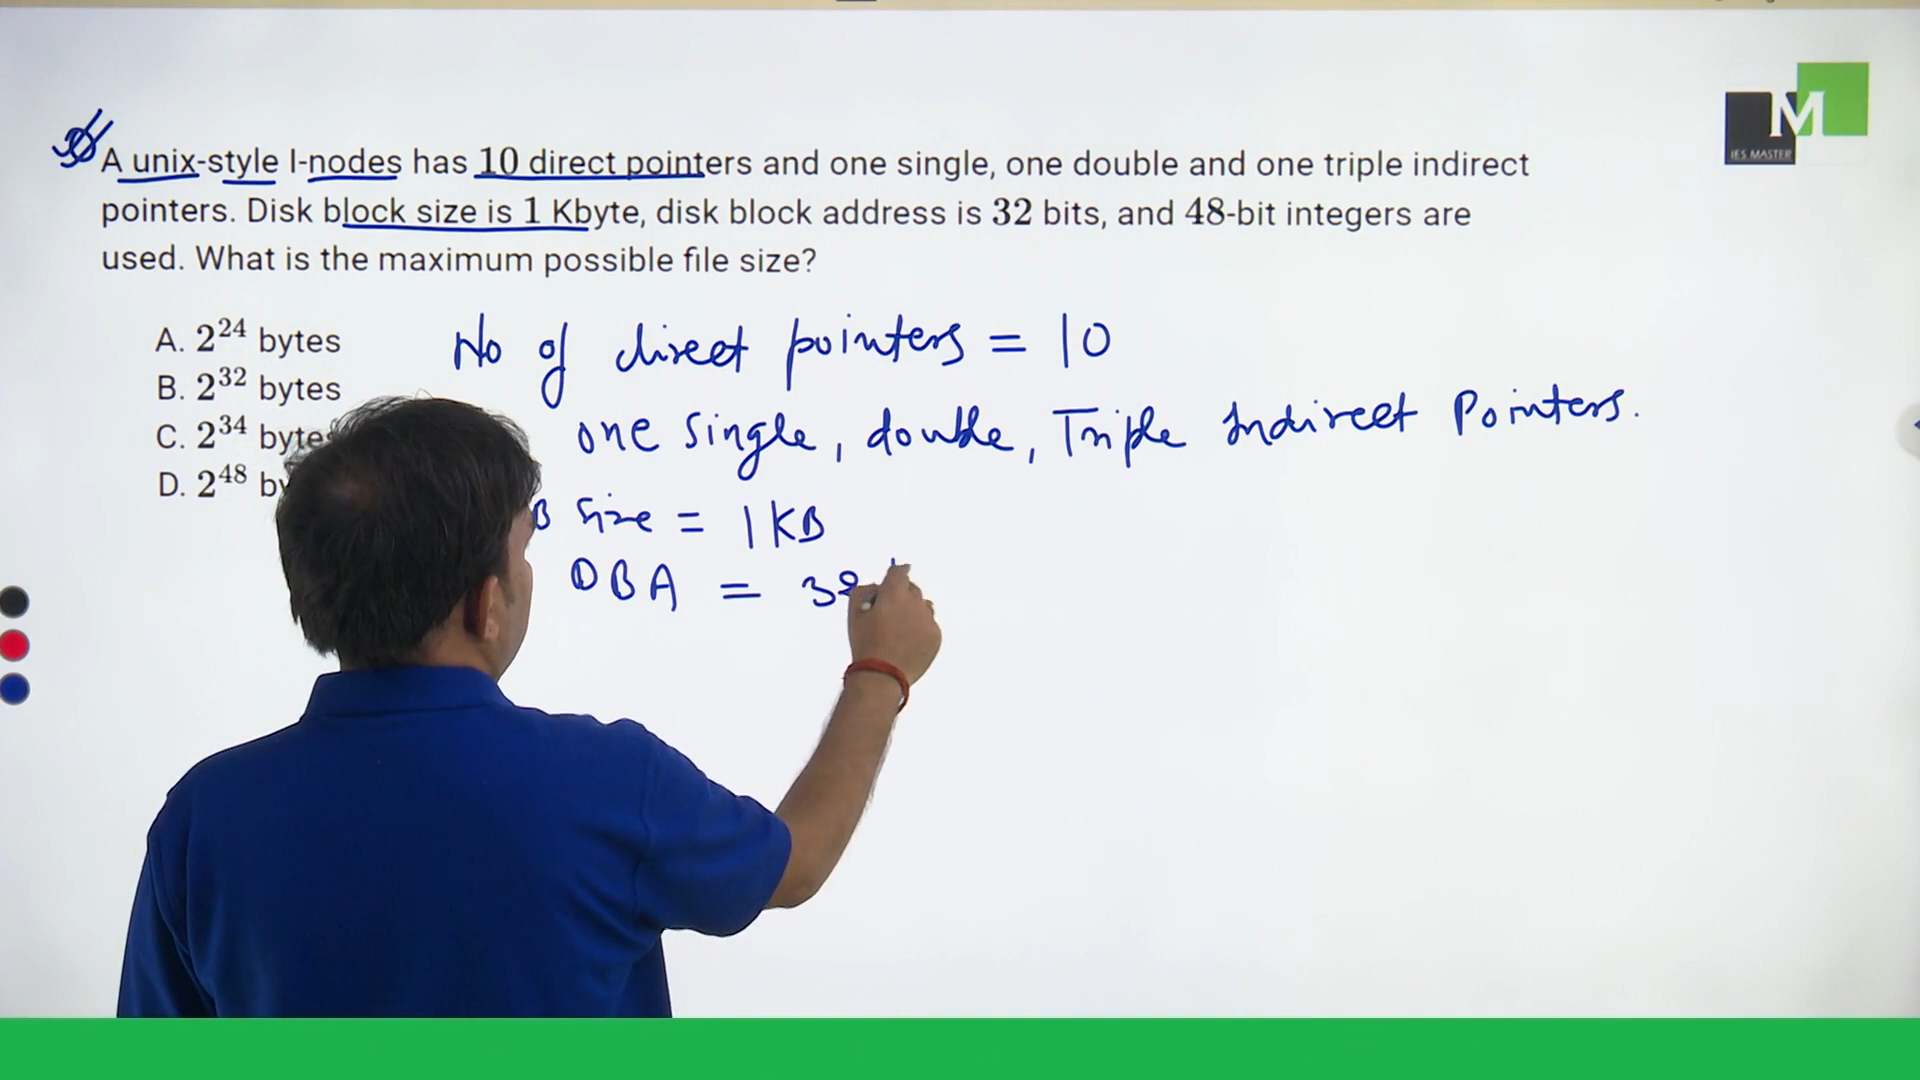 A unix-style I-nodes has 10 direct pointers and one single, one double and one triple indirect
pointers. Disk block size is 1 Kbyte, disk block address is 32 bits, and 48-bit integers are
used. What is the maximum possible file size?
A. 2^24 bytes
B. 2^32 bytes
C. 2^34 bytes
D. 2^48 by
No of direct pointers = 10
one single, double, Triple Indirect Pointers.
B size = 1KB
DBA = 32
M
IES MASTER